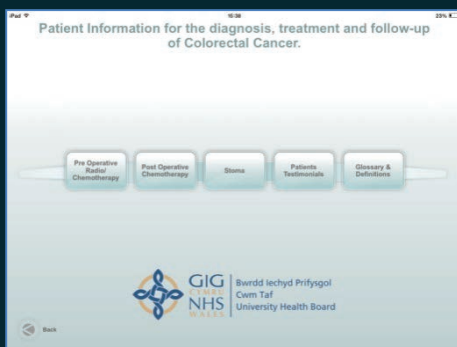 iPad 15:38 23%
Patient Information for the diagnosis, treatment and follow-up
of Colorectal Cancer.
Pre Operative
Radio/
Chemotherapy
Post Operative
Chemotherapy
Stoma
Patients
Testimonials
Glossary &
Definitions
GIG
CYMRU
NHS
WALES
Bwrdd Iechyd Prifysgol
Cwm Taf
University Health Board
Back